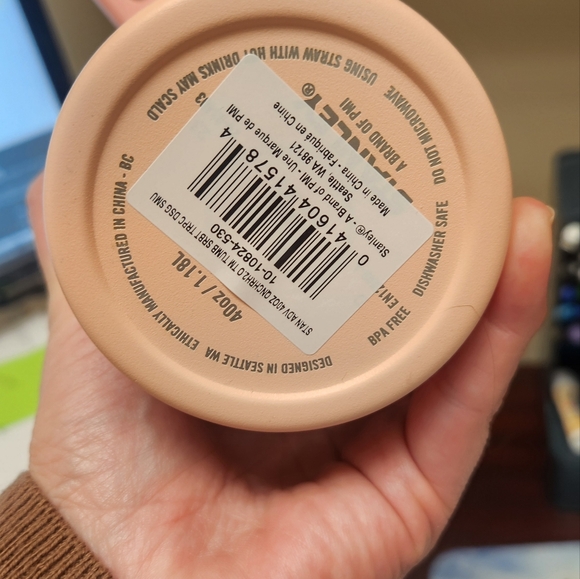 STAN ADV 40OZ QNCHRH2.0 TM TUMB SRBT TRPC DSG SMU
10-10824-530
0 41604 41578 4
Stanley® - A Brand of PMI - Une Marque de PMI
Seattle, WA 98121
Made in China - Fabriqué en Chine
®
A BRAND OF PMI
USING STRAW WITH HOT DRINKS MAY SCALD
DO NOT MICROWAVE
DISHWASHER SAFE
BPA FREE
DESIGNED IN SEATTLE WA
ETHICALLY MANUFACTURED IN CHINA - BC
40OZ / 1.18L